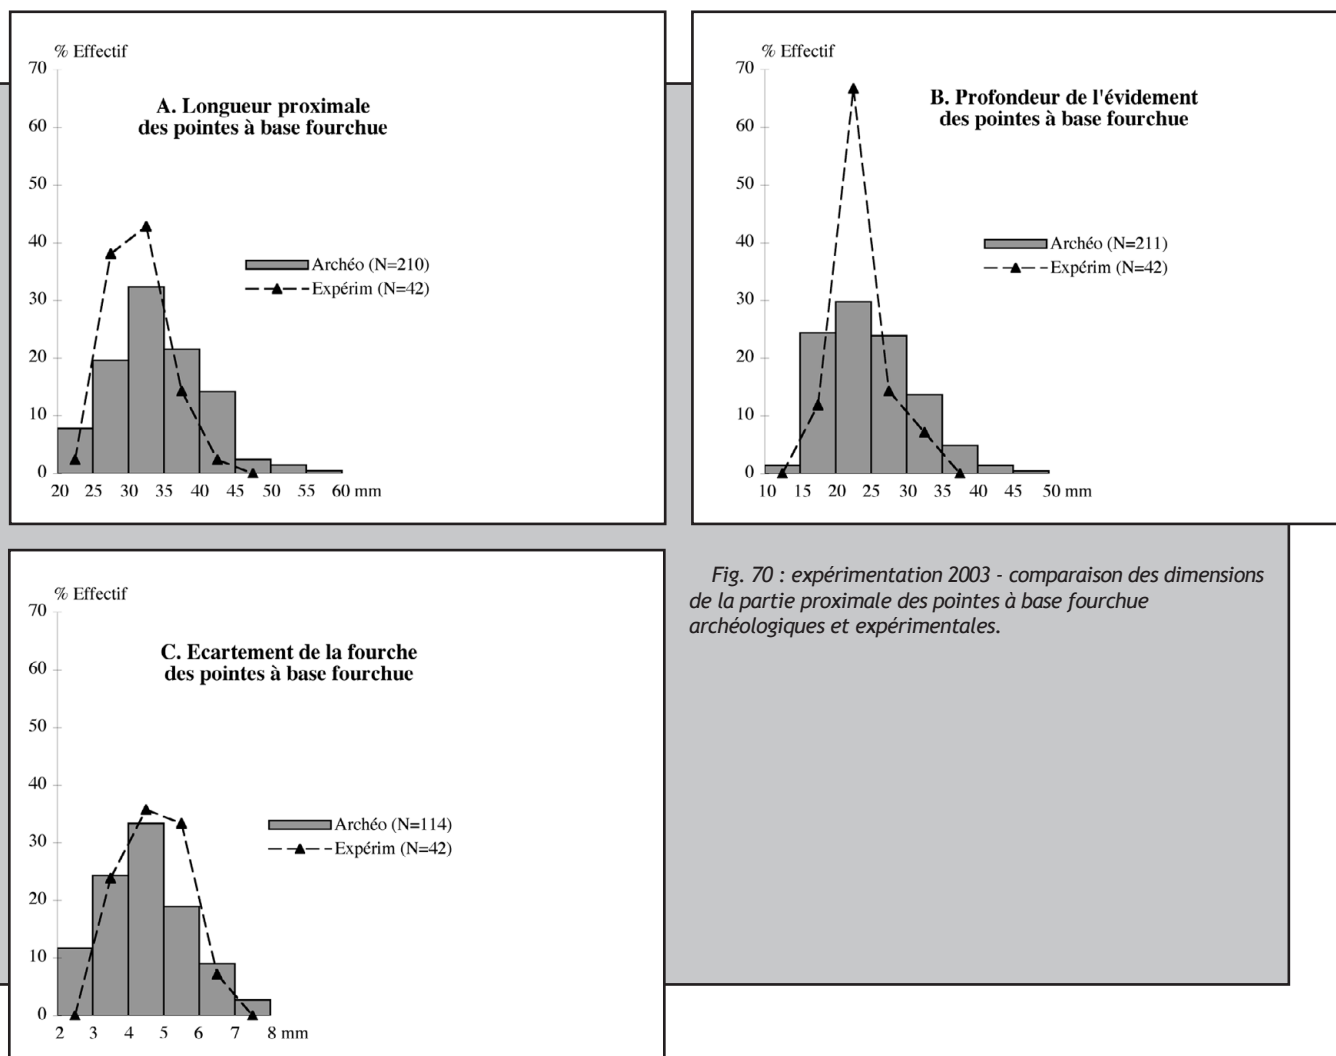 % Effectif
70
A. Longueur proximale
des pointes à base fourchue
60
50
40
Archéo (N=210)
Expérim (N=42)
30
20
10
0
20 25 30 35 40 45 50 55 60 mm
% Effectif
70
B. Profondeur de l'évidement
des pointes à base fourchue
60
50
40
Archéo (N=211)
Expérim (N=42)
30
20
10
0
10 15 20 25 30 35 40 45 50 mm
% Effectif
70
C. Ecartement de la fourche
des pointes à base fourchue
60
50
40
Archéo (N=114)
Expérim (N=42)
30
20
10
0
2 3 4 5 6 7 8 mm
Fig. 70 : expérimentation 2003 - comparaison des dimensions
de la partie proximale des pointes à base fourchue
archéologiques et expérimentales.